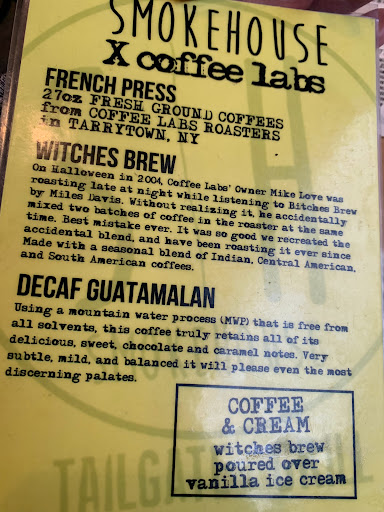 SMOKEHOUSE
X coffee labs
FRENCH PRESS
27oz FRESH GROUND COFFEES
from COFFEE LABS ROASTERS
in TARRYTOWN, NY
WITCHES BREW
On Halloween in 2004, Coffee Labs' Owner Mike Love was
roasting late at night while listening to Bitches Brew
by Miles Davis. Without realizing it, he accidentally
mixed two batches of coffee in the roaster at the same
time. Best mistake ever. It was so good we recreated the
accidental blend, and have been roasting it ever since
Made with a seasonal blend of Indian, Central American,
and South American coffees.
DECAF GUATAMALAN
Using a mountain water process (MWP) that is free from
all solvents, this coffee truly retains all of its
delicious, sweet, chocolate and caramel notes. Very
subtle, mild, and balanced it will please even the most
discerning palates.
COFFEE
& CREAM
witches brew
poured over
vanilla ice cream